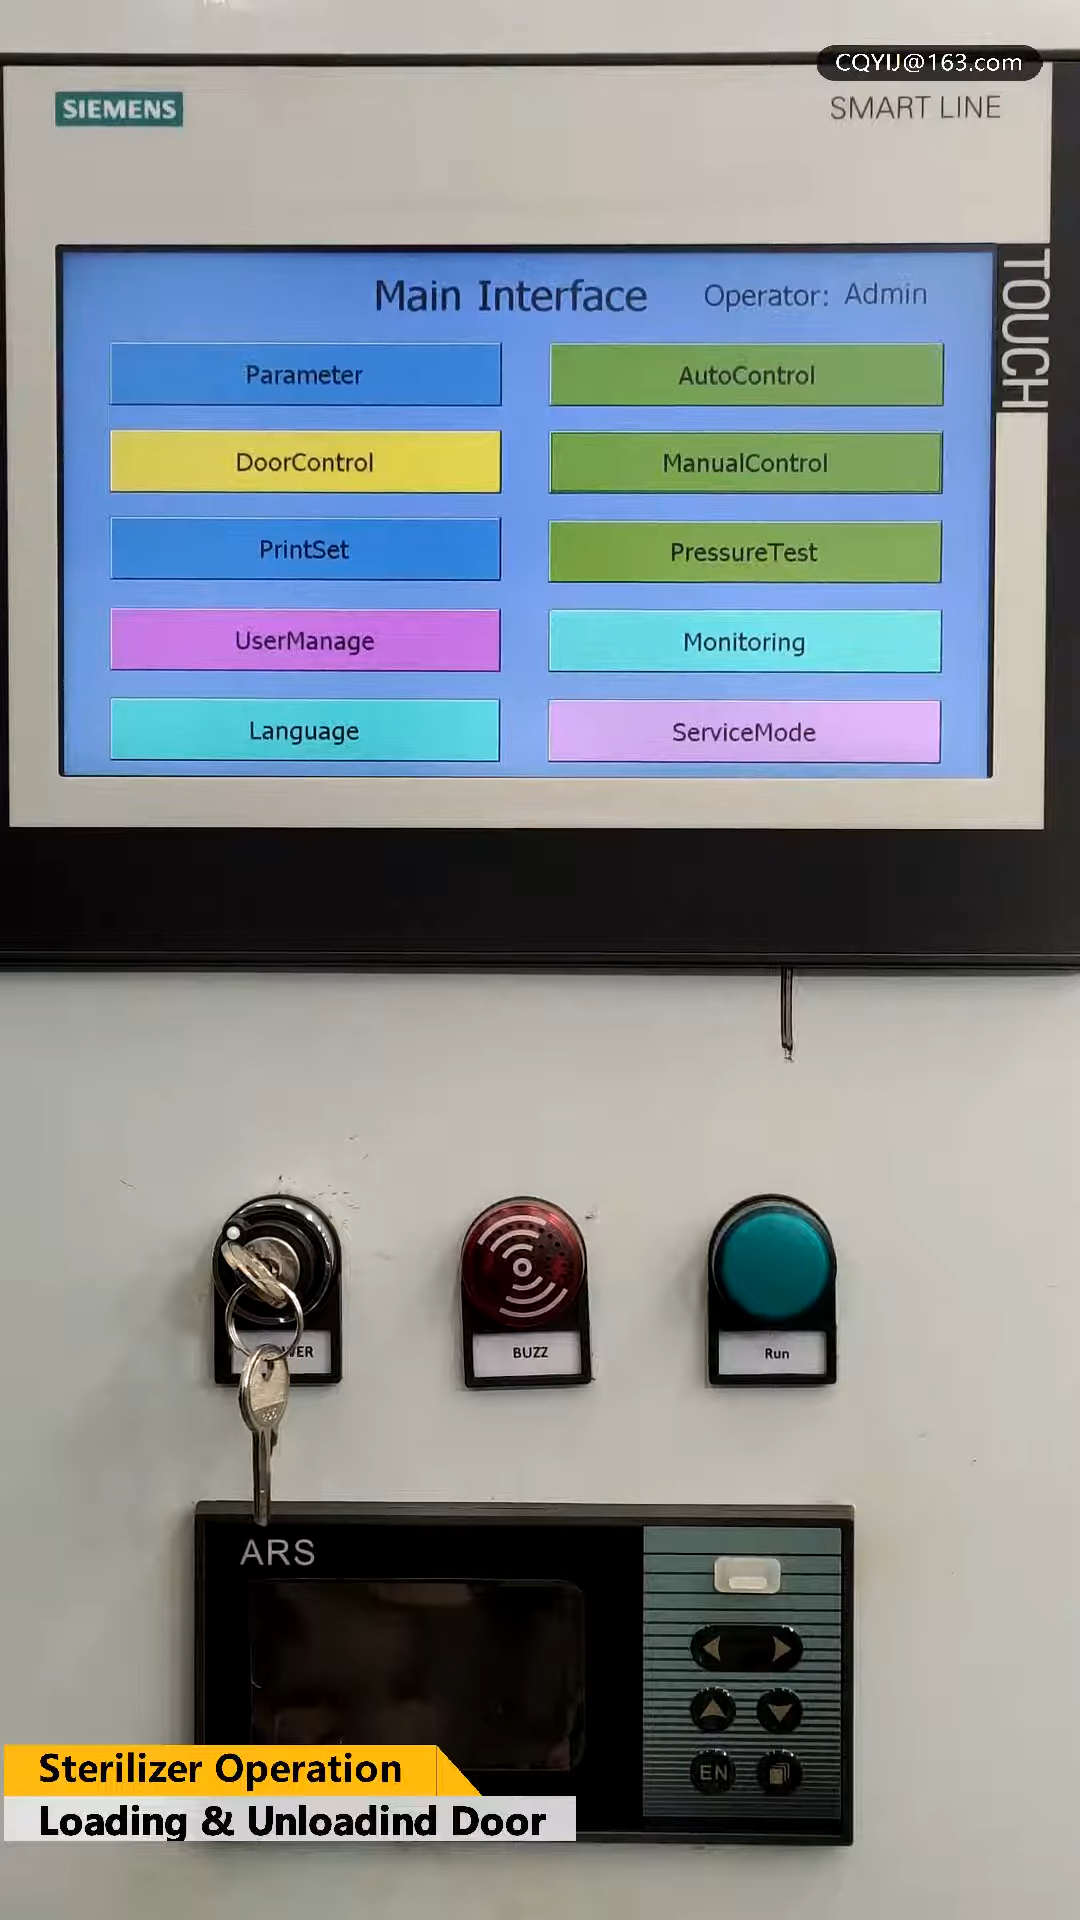 CQYIJ@163.com
SIEMENS
SMART LINE
TOUCH
Main Interface
Operator: Admin
Parameter
AutoControl
DoorControl
ManualControl
PrintSet
PressureTest
UserManage
Monitoring
Language
ServiceMode
BUZZ
Run
ARS
EN
Sterilizer Operation
Loading & Unloadind Door